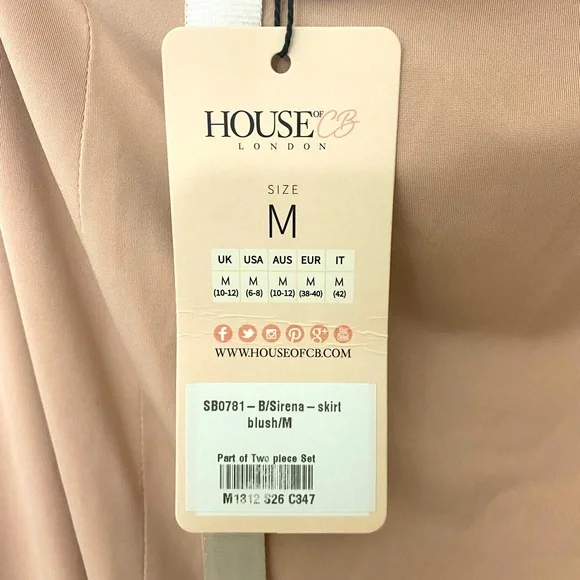 HOUSE OF CB
LONDON
SIZE
M
UK USA AUS EUR IT
M M M M M
(10-12) (6-8) (10-12) (38-40) (42)
WWW.HOUSEOFCB.COM
SB0781 – B/Sirena – skirt
blush/M
Part of Two piece Set
M1312 S26 C347